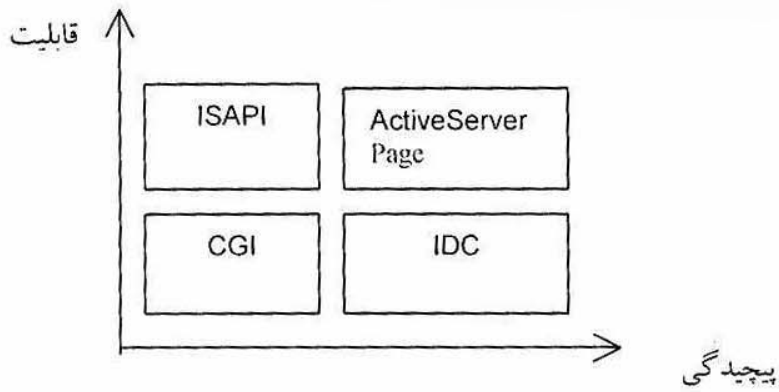 قابلیت
ISAPI
ActiveServer
Page
CGI
IDC
پیچیدگی